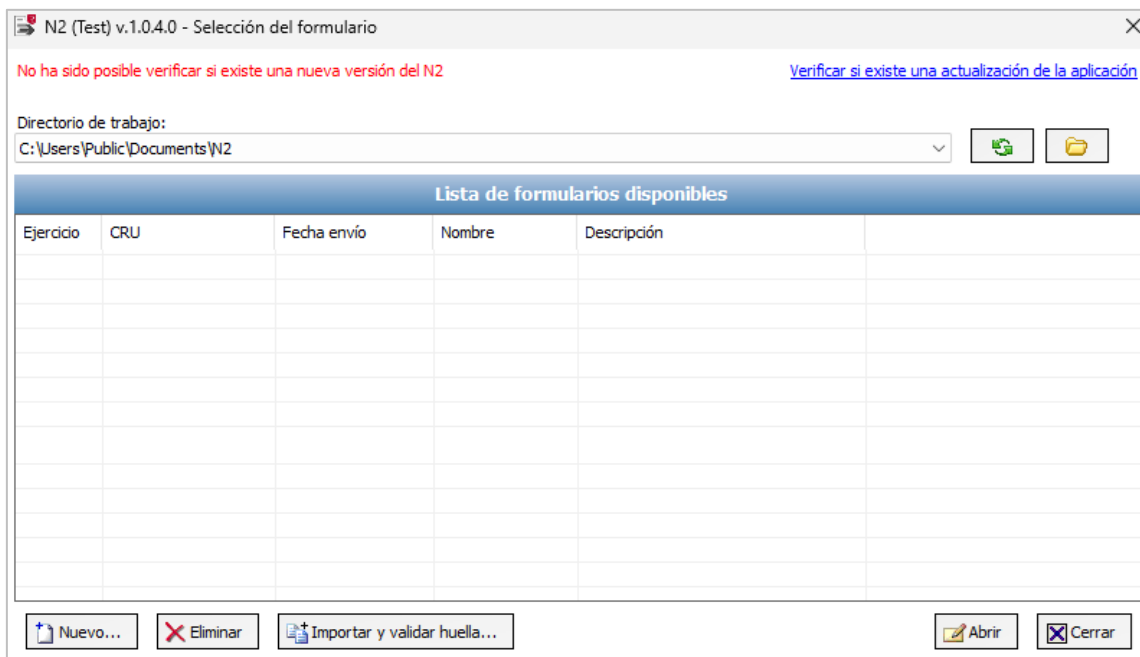 N2 (Test) v.1.0.4.0 - Selección del formulario
No ha sido posible verificar si existe una nueva versión del N2
Verificar si existe una actualización de la aplicación
Directorio de trabajo:
C:\Users\Public\Documents\N2
Lista de formularios disponibles
Ejercicio CRU Fecha envío Nombre Descripción
Nuevo... Eliminar Importar y validar huella... Abrir Cerrar